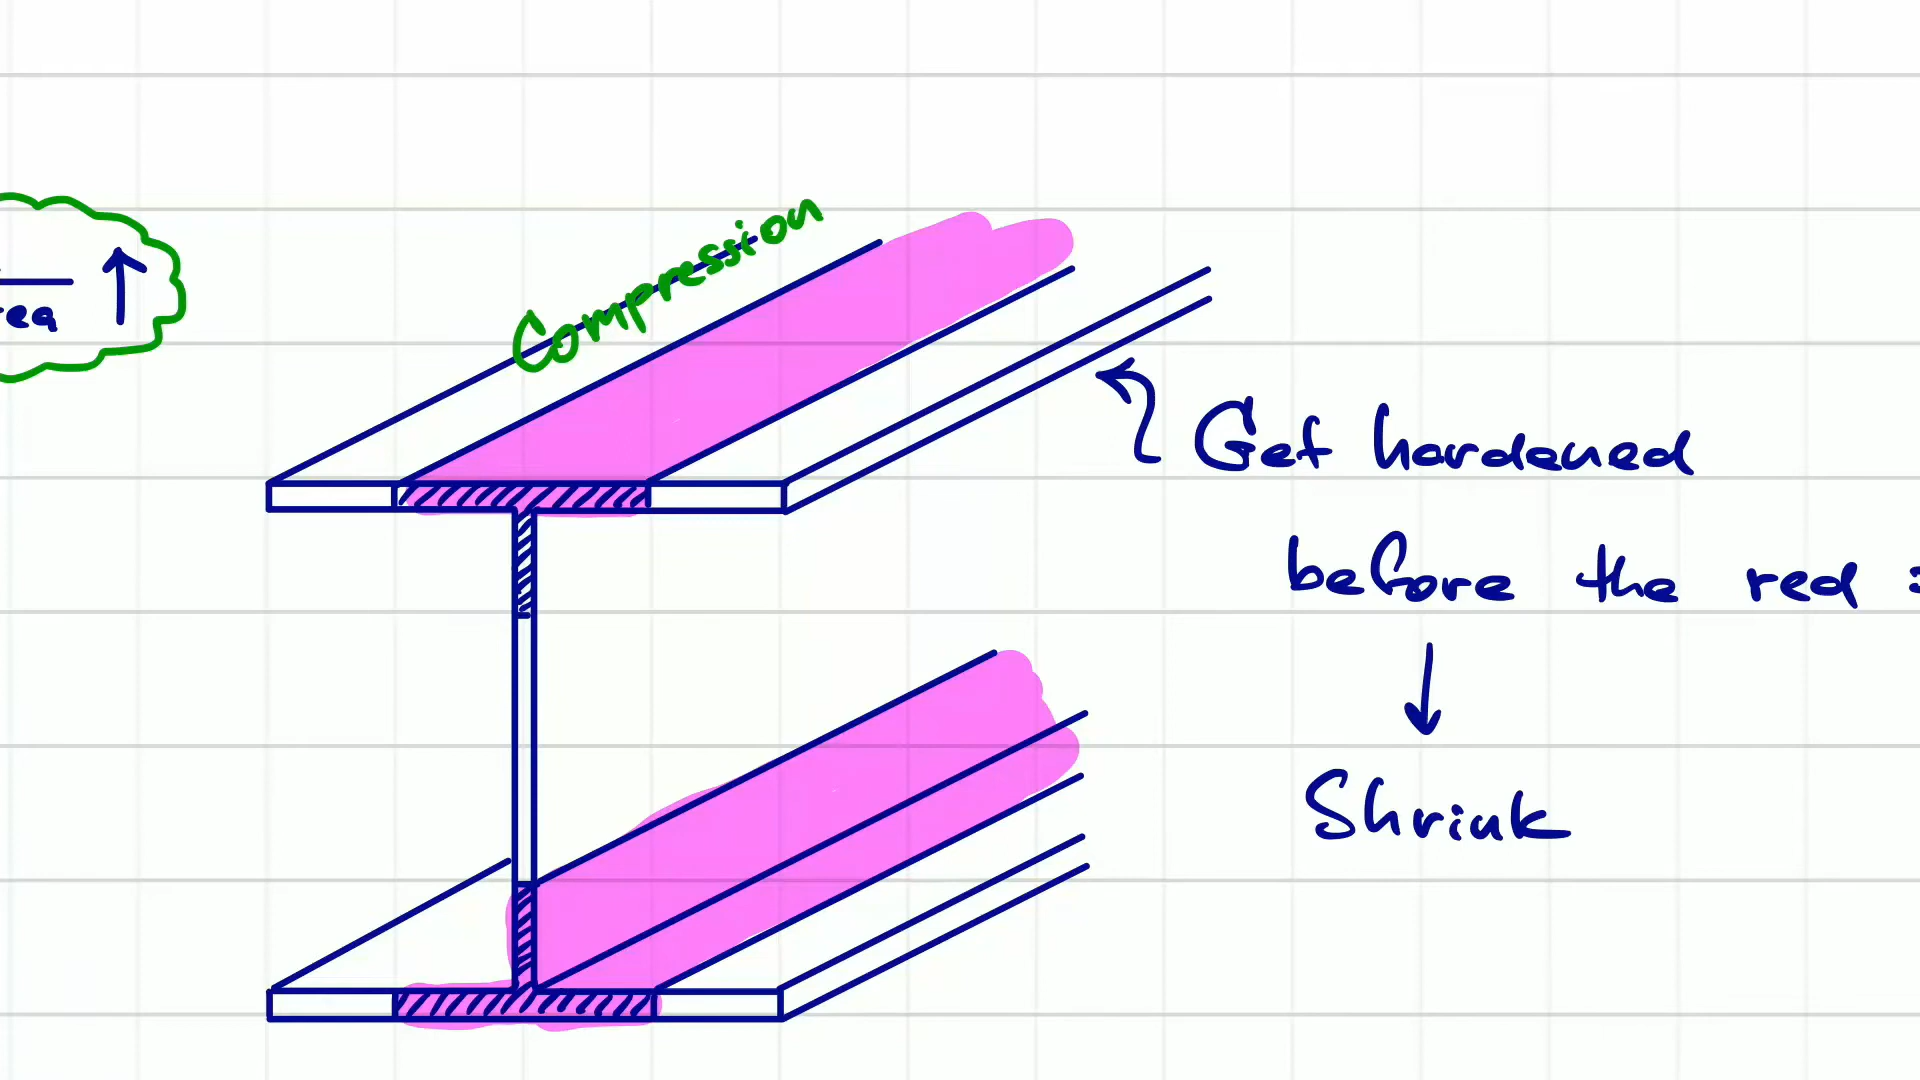 Compression
Get hardened
before the red
Shrink